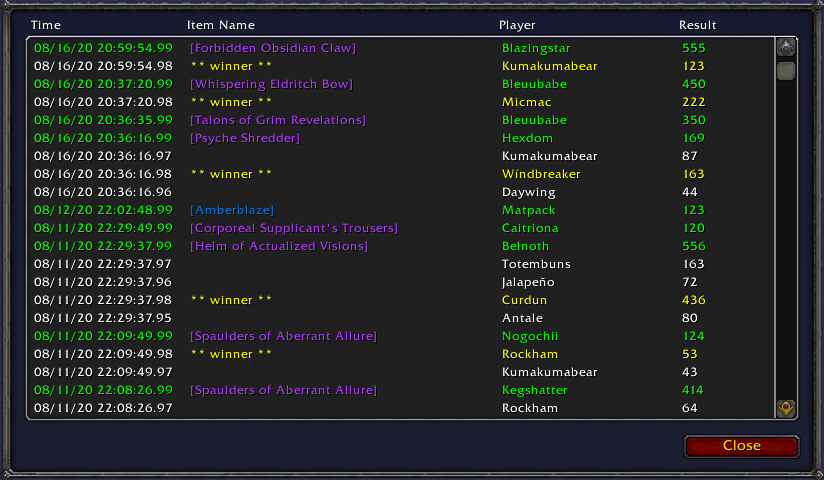 Time Item Name Player Result
08/16/20 20:59:54.99 [Forbidden Obsidian Claw] Blazingstar 555
08/16/20 20:59:54.98 ** winner ** Kumakumabear 123
08/16/20 20:37:20.99 [Whispering Eldritch Bow] Bleuubabe 450
08/16/20 20:37:20.98 ** winner ** Micmac 222
08/16/20 20:36:35.99 [Talons of Grim Revelations] Bleuubabe 350
08/16/20 20:36:16.99 [Psyche Shredder] Hexdom 169
08/16/20 20:36:16.97 Kumakumabear 87
08/16/20 20:36:16.98 ** winner ** Wíndbreaker 163
08/16/20 20:36:16.96 Daywing 44
08/12/20 22:02:48.99 [Amberblaze] Matpack 123
08/11/20 22:29:49.99 [Corporeal Supplicant's Trousers] Caitriona 120
08/11/20 22:29:37.99 [Helm of Actualized Visions] Belnoth 556
08/11/20 22:29:37.97 Totembuns 163
08/11/20 22:29:37.96 Jalapeño 72
08/11/20 22:29:37.98 ** winner ** Curdun 436
08/11/20 22:29:37.95 Antale 80
08/11/20 22:09:49.99 [Spaulders of Aberrant Allure] Nogochii 124
08/11/20 22:09:49.98 ** winner ** Rockham 53
08/11/20 22:09:49.97 Kumakumabear 43
08/11/20 22:08:26.99 [Spaulders of Aberrant Allure] Kegshatter 414
08/11/20 22:08:26.97 Rockham 64
Close